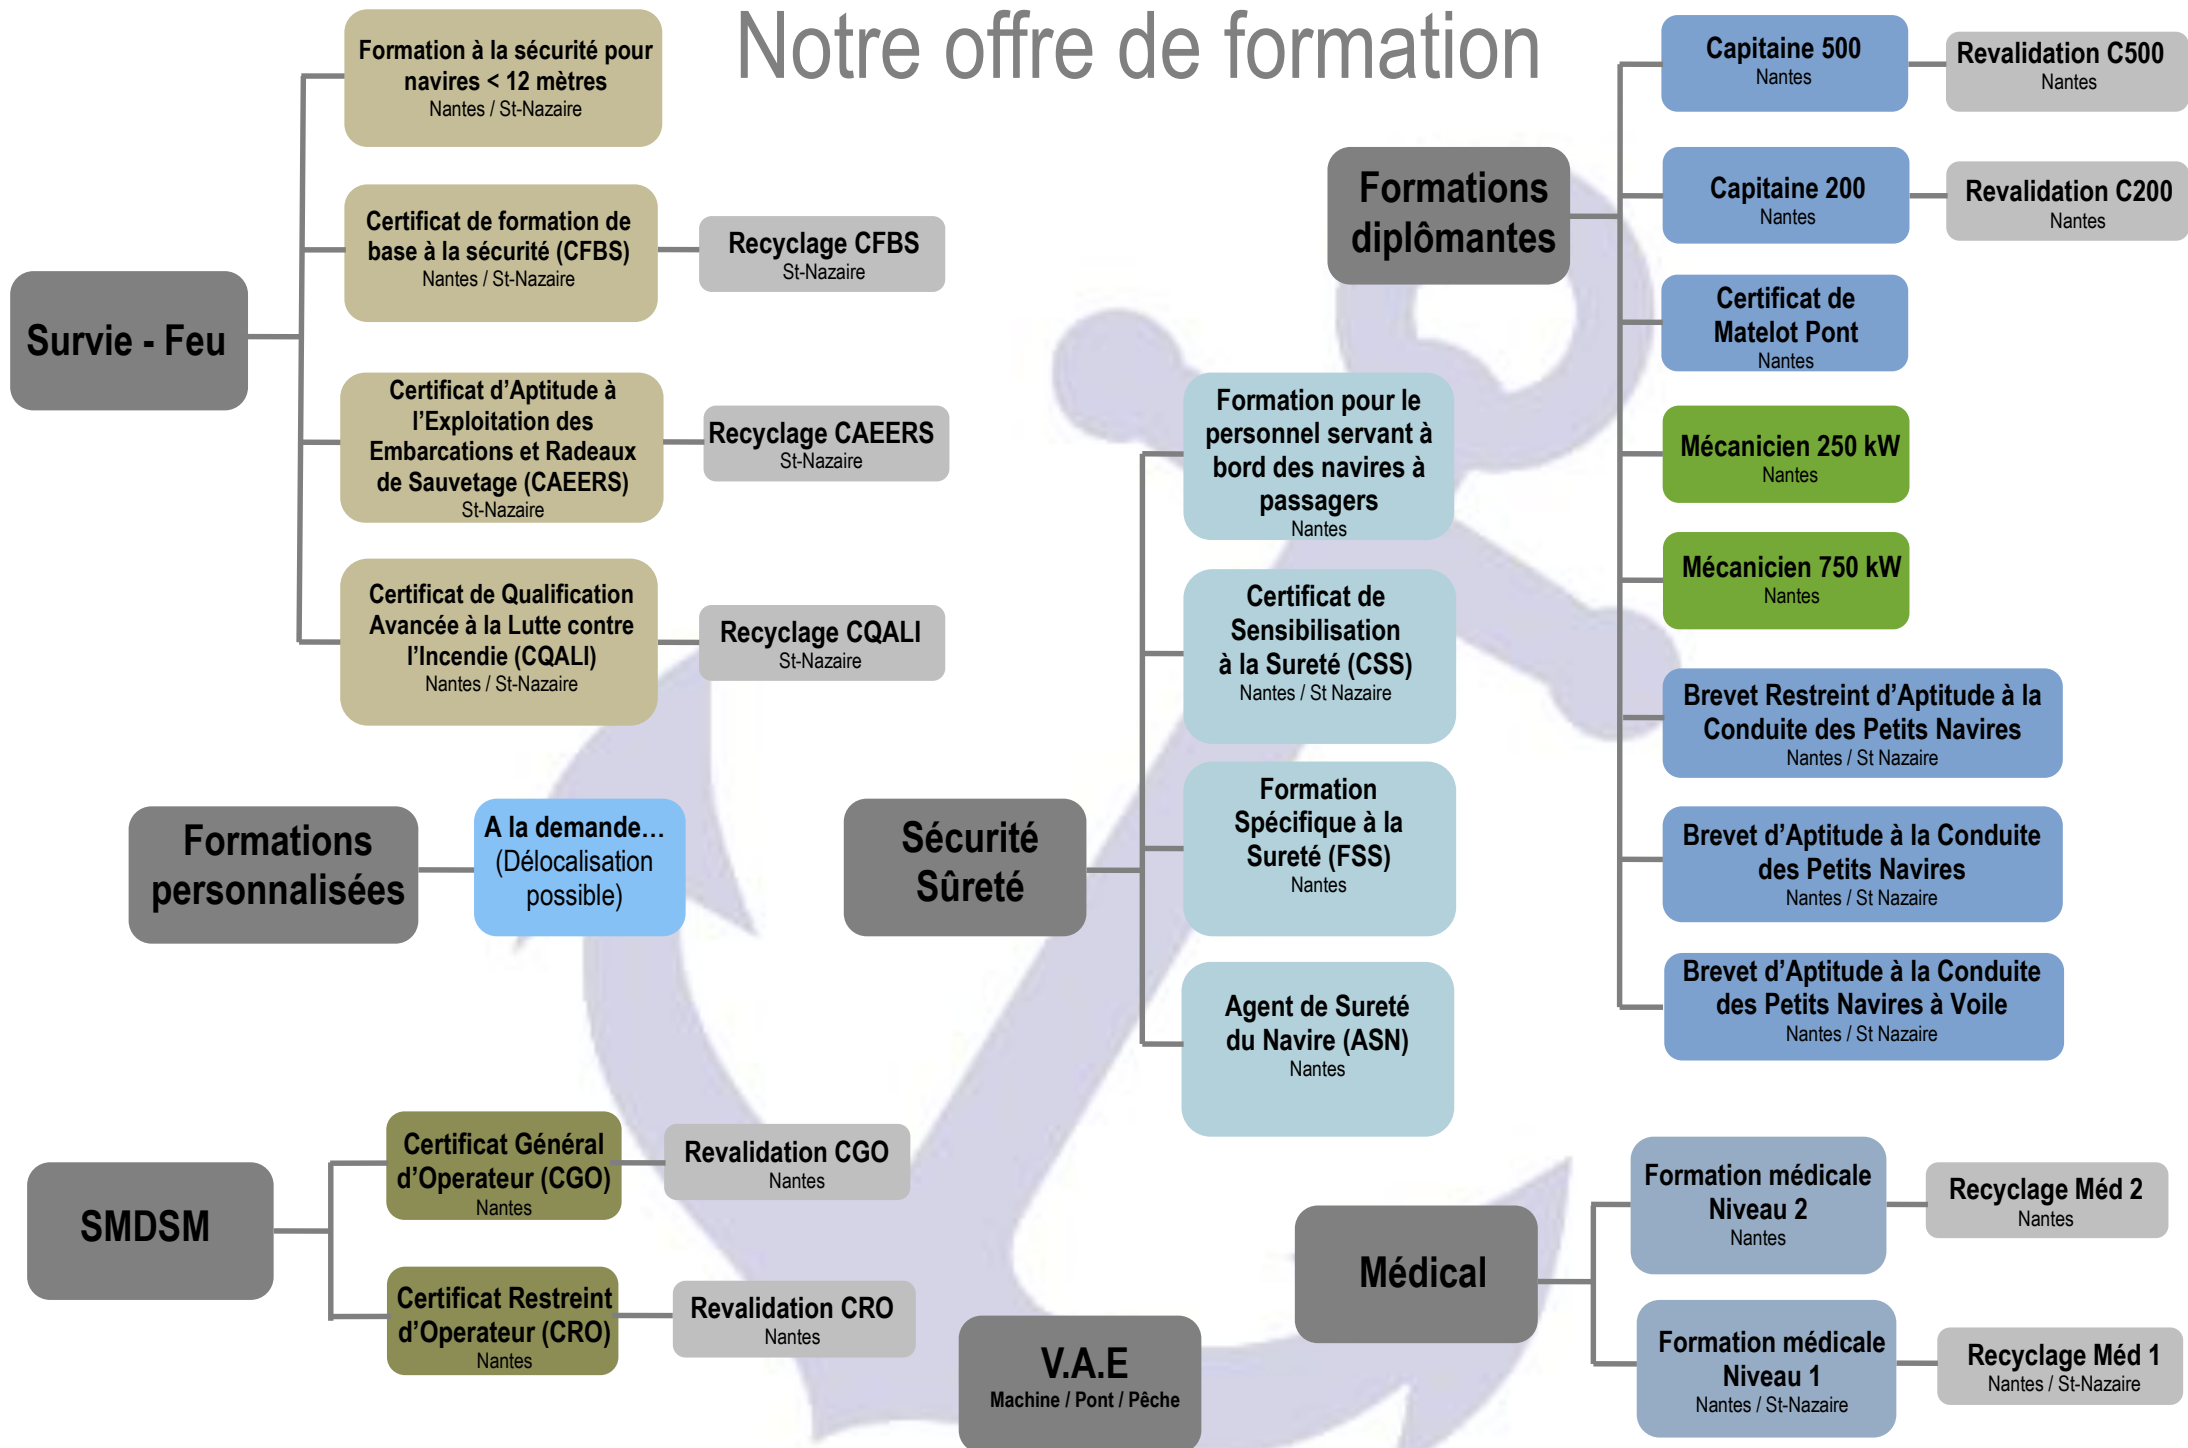 Notre offre de formation
Survie - Feu
Formation à la sécurité pour
navires < 12 mètres
Nantes / St-Nazaire
Certificat de formation de
base à la sécurité (CFBS)
Nantes / St-Nazaire
Recyclage CFBS
St-Nazaire
Certificat d’Aptitude à
l’Exploitation des
Embarcations et Radeaux
de Sauvetage (CAEERS)
St-Nazaire
Recyclage CAEERS
St-Nazaire
Certificat de Qualification
Avancée à la Lutte contre
l’Incendie (CQALI)
Nantes / St-Nazaire
Recyclage CQALI
St-Nazaire
Formations
personnalisées
A la demande…
(Délocalisation
possible)
SMDSM
Certificat Général
d’Operateur (CGO)
Nantes
Revalidation CGO
Nantes
Certificat Restreint
d’Operateur (CRO)
Nantes
Revalidation CRO
Nantes
Sécurité
Sûreté
Formation pour le
personnel servant à
bord des navires à
passagers
Nantes
Certificat de
Sensibilisation
à la Sureté (CSS)
Nantes / St Nazaire
Formation
Spécifique à la
Sureté (FSS)
Nantes
Agent de Sureté
du Navire (ASN)
Nantes
V.A.E
Machine / Pont / Pêche
Formations
diplômantes
Capitaine 500
Nantes
Revalidation C500
Nantes
Capitaine 200
Nantes
Revalidation C200
Nantes
Certificat de
Matelot Pont
Nantes
Mécanicien 250 kW
Nantes
Mécanicien 750 kW
Nantes
Brevet Restreint d’Aptitude à la
Conduite des Petits Navires
Nantes / St Nazaire
Brevet d’Aptitude à la Conduite
des Petits Navires
Nantes / St Nazaire
Brevet d’Aptitude à la Conduite
des Petits Navires à Voile
Nantes / St Nazaire
Médical
Formation médicale
Niveau 2
Nantes
Recyclage Méd 2
Nantes
Formation médicale
Niveau 1
Nantes / St-Nazaire
Recyclage Méd 1
Nantes / St-Nazaire